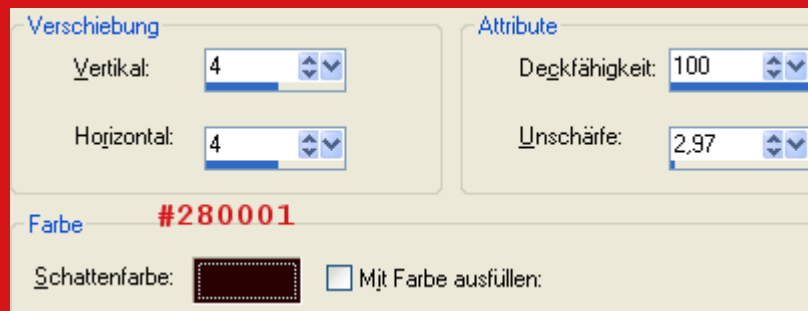 Verschiebung
Vertikal: 4
Horizontal: 4
Attribute
Deckfähigkeit: 100
Unschärfe: 2,97
Farbe #280001
Schattenfarbe: Mit Farbe ausfüllen: